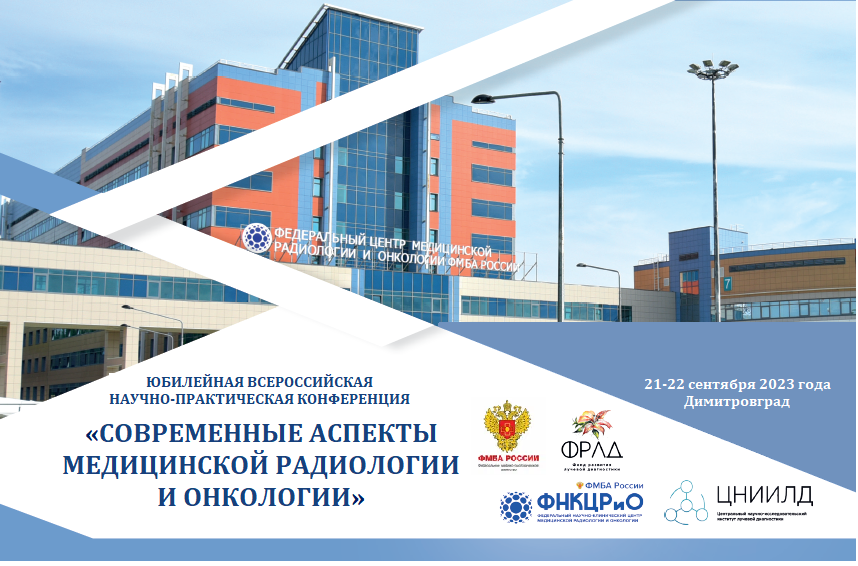 ФЕДЕРАЛЬНЫЙ ЦЕНТР МЕДИЦИНСКОЙ
РАДИОЛОГИИ И ОНКОЛОГИИ ФМБА РОССИИ
7
ЮБИЛЕЙНАЯ ВСЕРОССИЙСКАЯ
НАУЧНО-ПРАКТИЧЕСКАЯ КОНФЕРЕНЦИЯ
«СОВРЕМЕННЫЕ АСПЕКТЫ
МЕДИЦИНСКОЙ РАДИОЛОГИИ
И ОНКОЛОГИИ»
21-22 сентября 2023 года
Димитровград
ФМБА РОССИИ
ФРЛД
Фонд развития
лучевой диагностики
ФМБА России
ФНКЦРиО
ФЕДЕРАЛЬНЫЙ НАУЧНО-КЛИНИЧЕСКИЙ ЦЕНТР
МЕДИЦИНСКОЙ РАДИОЛОГИИ И ОНКОЛОГИИ
ЦНИИЛД
Центральный научно-исследовательский
институт лучевой диагностики